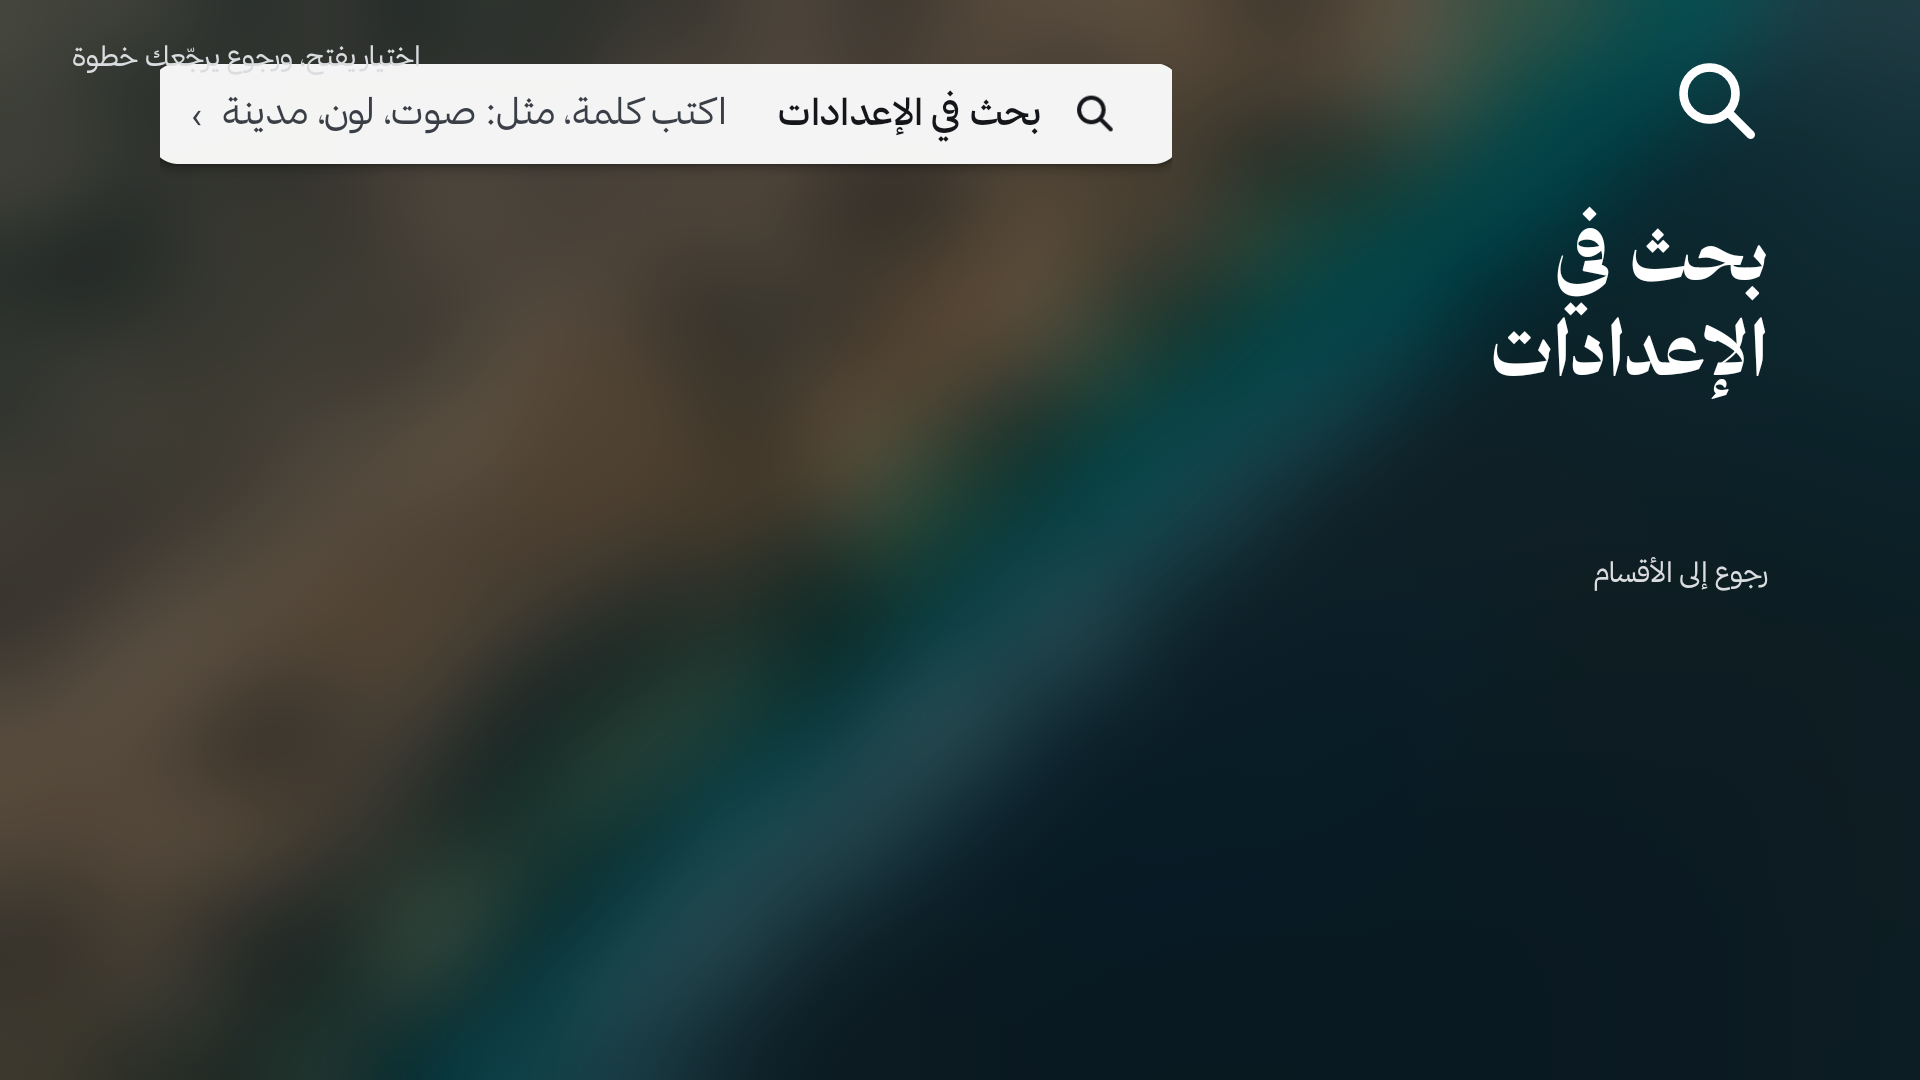 اختيار يفتح، ورجوع يرجّعك خطوة
بحث في الإعدادات اكتب كلمة، مثل: صوت، لون، مدينة ›
بحث في
الإعدادات
رجوع إلى الأقسام